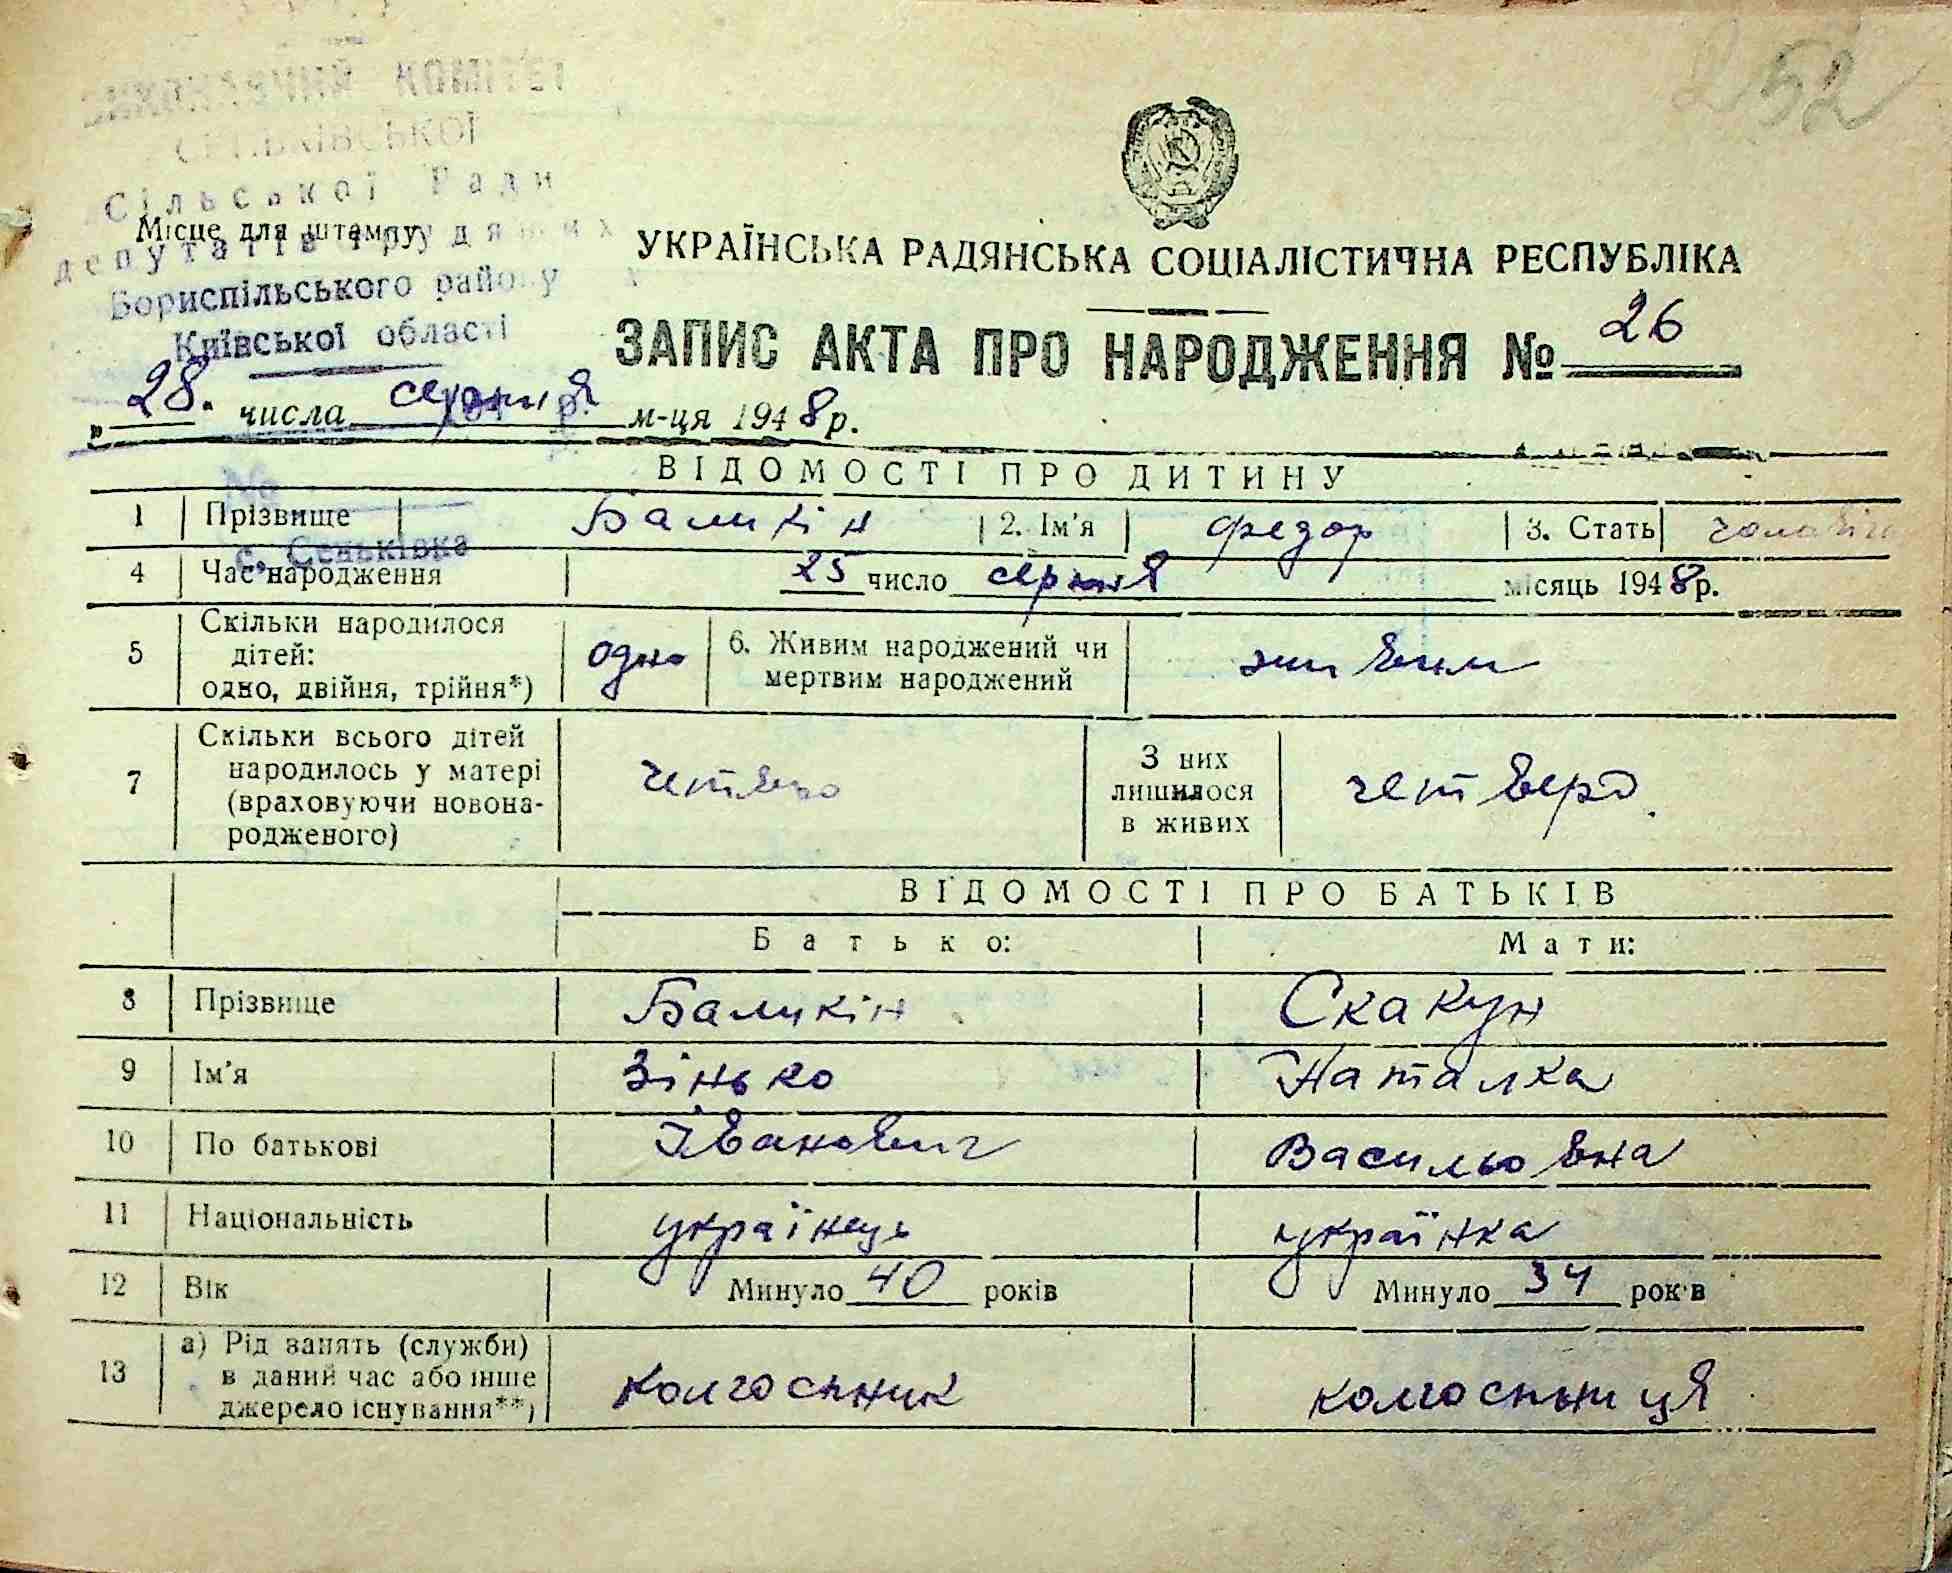 252
ВИКОНАВЧИЙ КОМІТЕТ
СЕНЬКІВСЬКОЇ
Сільської Ради
депутатів трудящих
Бориспільського району
Київської області
Місце для штампу
УКРАЇНСЬКА РАДЯНСЬКА СОЦІАЛІСТИЧНА РЕСПУБЛІКА
ЗАПИС АКТА ПРО НАРОДЖЕННЯ № 26
„ 28. числа серпня м-ця 1948 р.
№
с. Сеньківка
ВІДОМОСТІ ПРО ДИТИНУ
1 Прізвище Баликін 2. Ім'я Федор 3. Стать чоловіч
4 Час народження 25 число серпня місяць 1948 р.
5 Скільки народилося дітей: одно, двійня, трійня*) одно 6. Живим народжений чи мертвим народжений живим
7 Скільки всього дітей народилось у матері (враховуючи новонародженого) четверо З них лишилося в живих четверо
ВІДОМОСТІ ПРО БАТЬКІВ
Батько: Мати:
8 Прізвище Баликін Скакун
9 Ім'я Зінько Наталка
10 По батькові Іванович Васильовна
11 Національність українець українка
12 Вік Минуло 40 років Минуло 34 років
13 а) Рід занять (служби) в даний час або інше джерело існування**) колгоспник колгоспниця